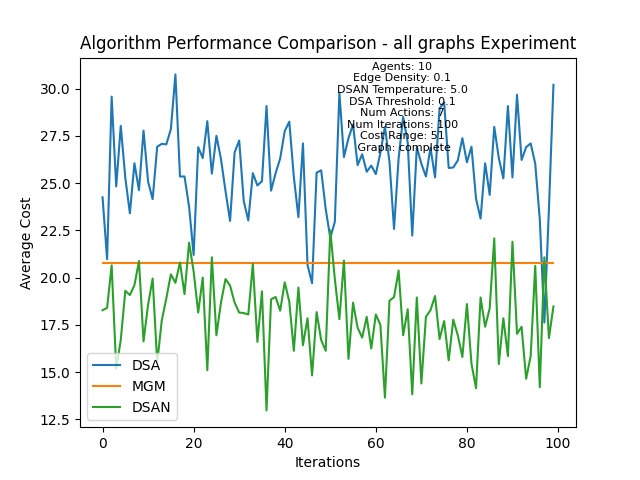 Algorithm Performance Comparison - all graphs Experiment
Agents: 10
Edge Density: 0.1
DSAN Temperature: 5.0
DSA Threshold: 0.1
Num Actions: 7
Num Iterations: 100
Cost Range: 51
Graph: complete
30.0
27.5
25.0
22.5
20.0
17.5
15.0
12.5
Average Cost
DSA
MGM
DSAN
0
20
40
60
80
100
Iterations